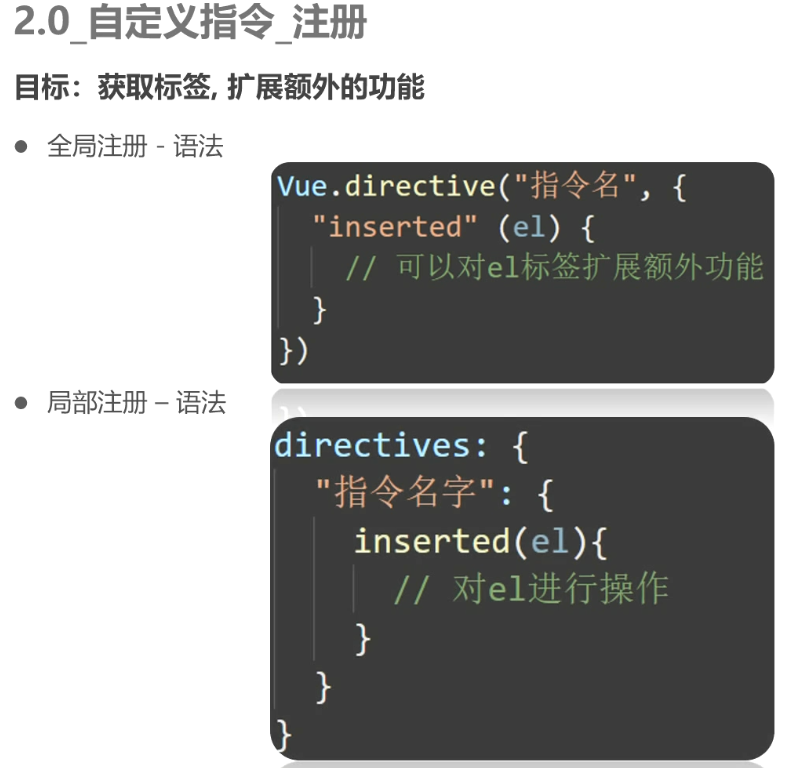 2.0_自定义指令_注册
目标：获取标签, 扩展额外的功能
● 全局注册 - 语法
Vue.directive("指令名", {
"inserted" (el) {
// 可以对el标签扩展额外功能
}
})
● 局部注册 – 语法
directives: {
"指令名字": {
inserted(el){
// 对el进行操作
}
}
}